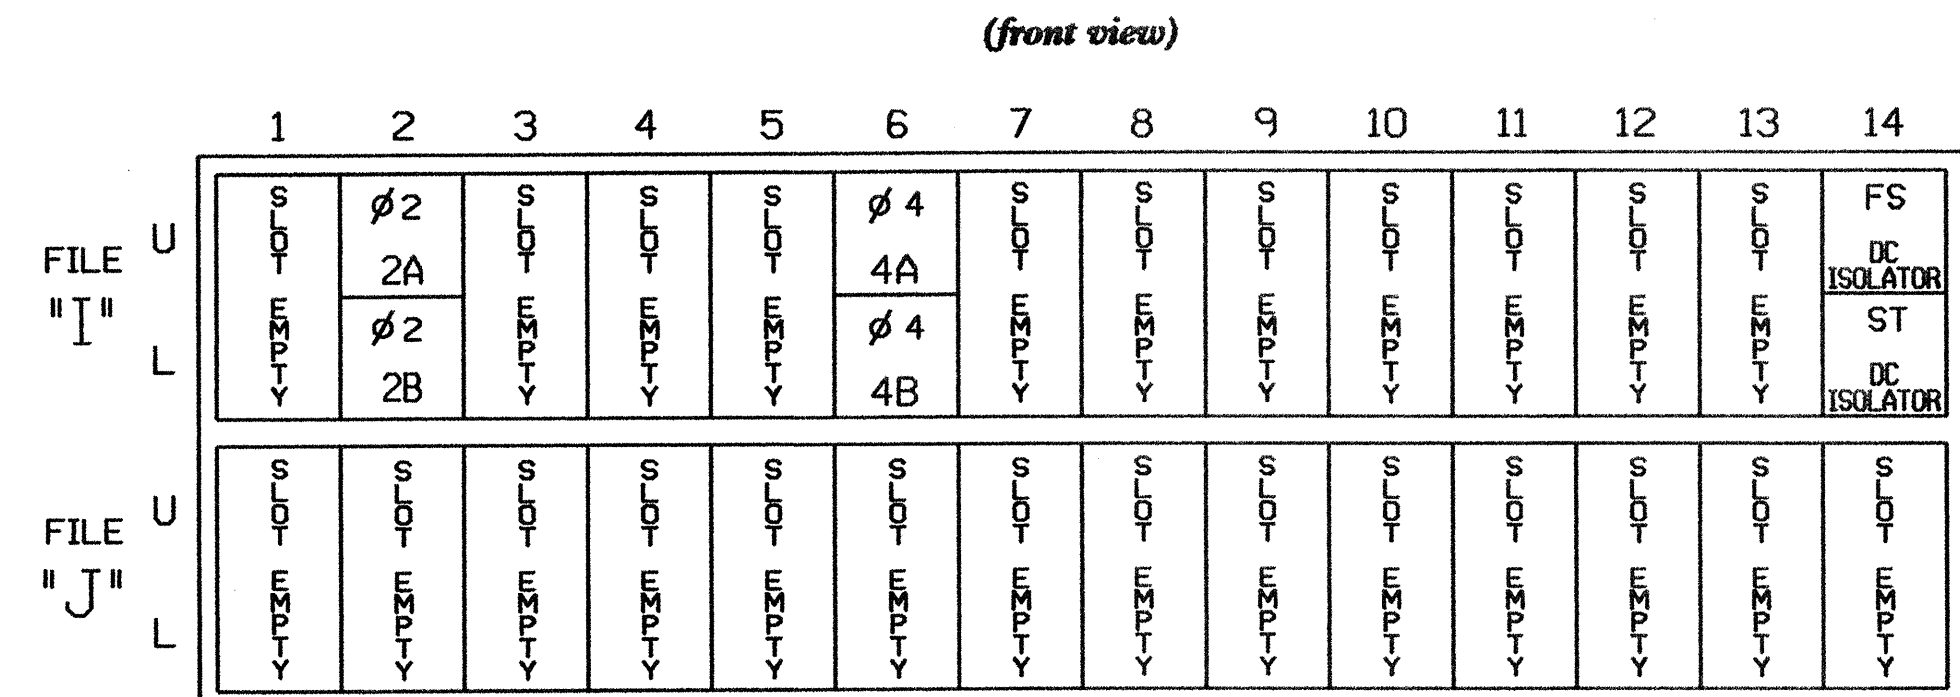 (front view)
1 2 3 4 5 6 7 8 9 10 11 12 13 14
FILE "I" U L
SLOT EMPTY
ø 2
2A
ø 2
2B
SLOT EMPTY
SLOT EMPTY
SLOT EMPTY
ø 4
4A
ø 4
4B
SLOT EMPTY
SLOT EMPTY
SLOT EMPTY
SLOT EMPTY
SLOT EMPTY
SLOT EMPTY
SLOT EMPTY
FS
DC
ISOLATOR
ST
DC
ISOLATOR
FILE "J" U L
SLOT EMPTY
SLOT EMPTY
SLOT EMPTY
SLOT EMPTY
SLOT EMPTY
SLOT EMPTY
SLOT EMPTY
SLOT EMPTY
SLOT EMPTY
SLOT EMPTY
SLOT EMPTY
SLOT EMPTY
SLOT EMPTY
SLOT EMPTY